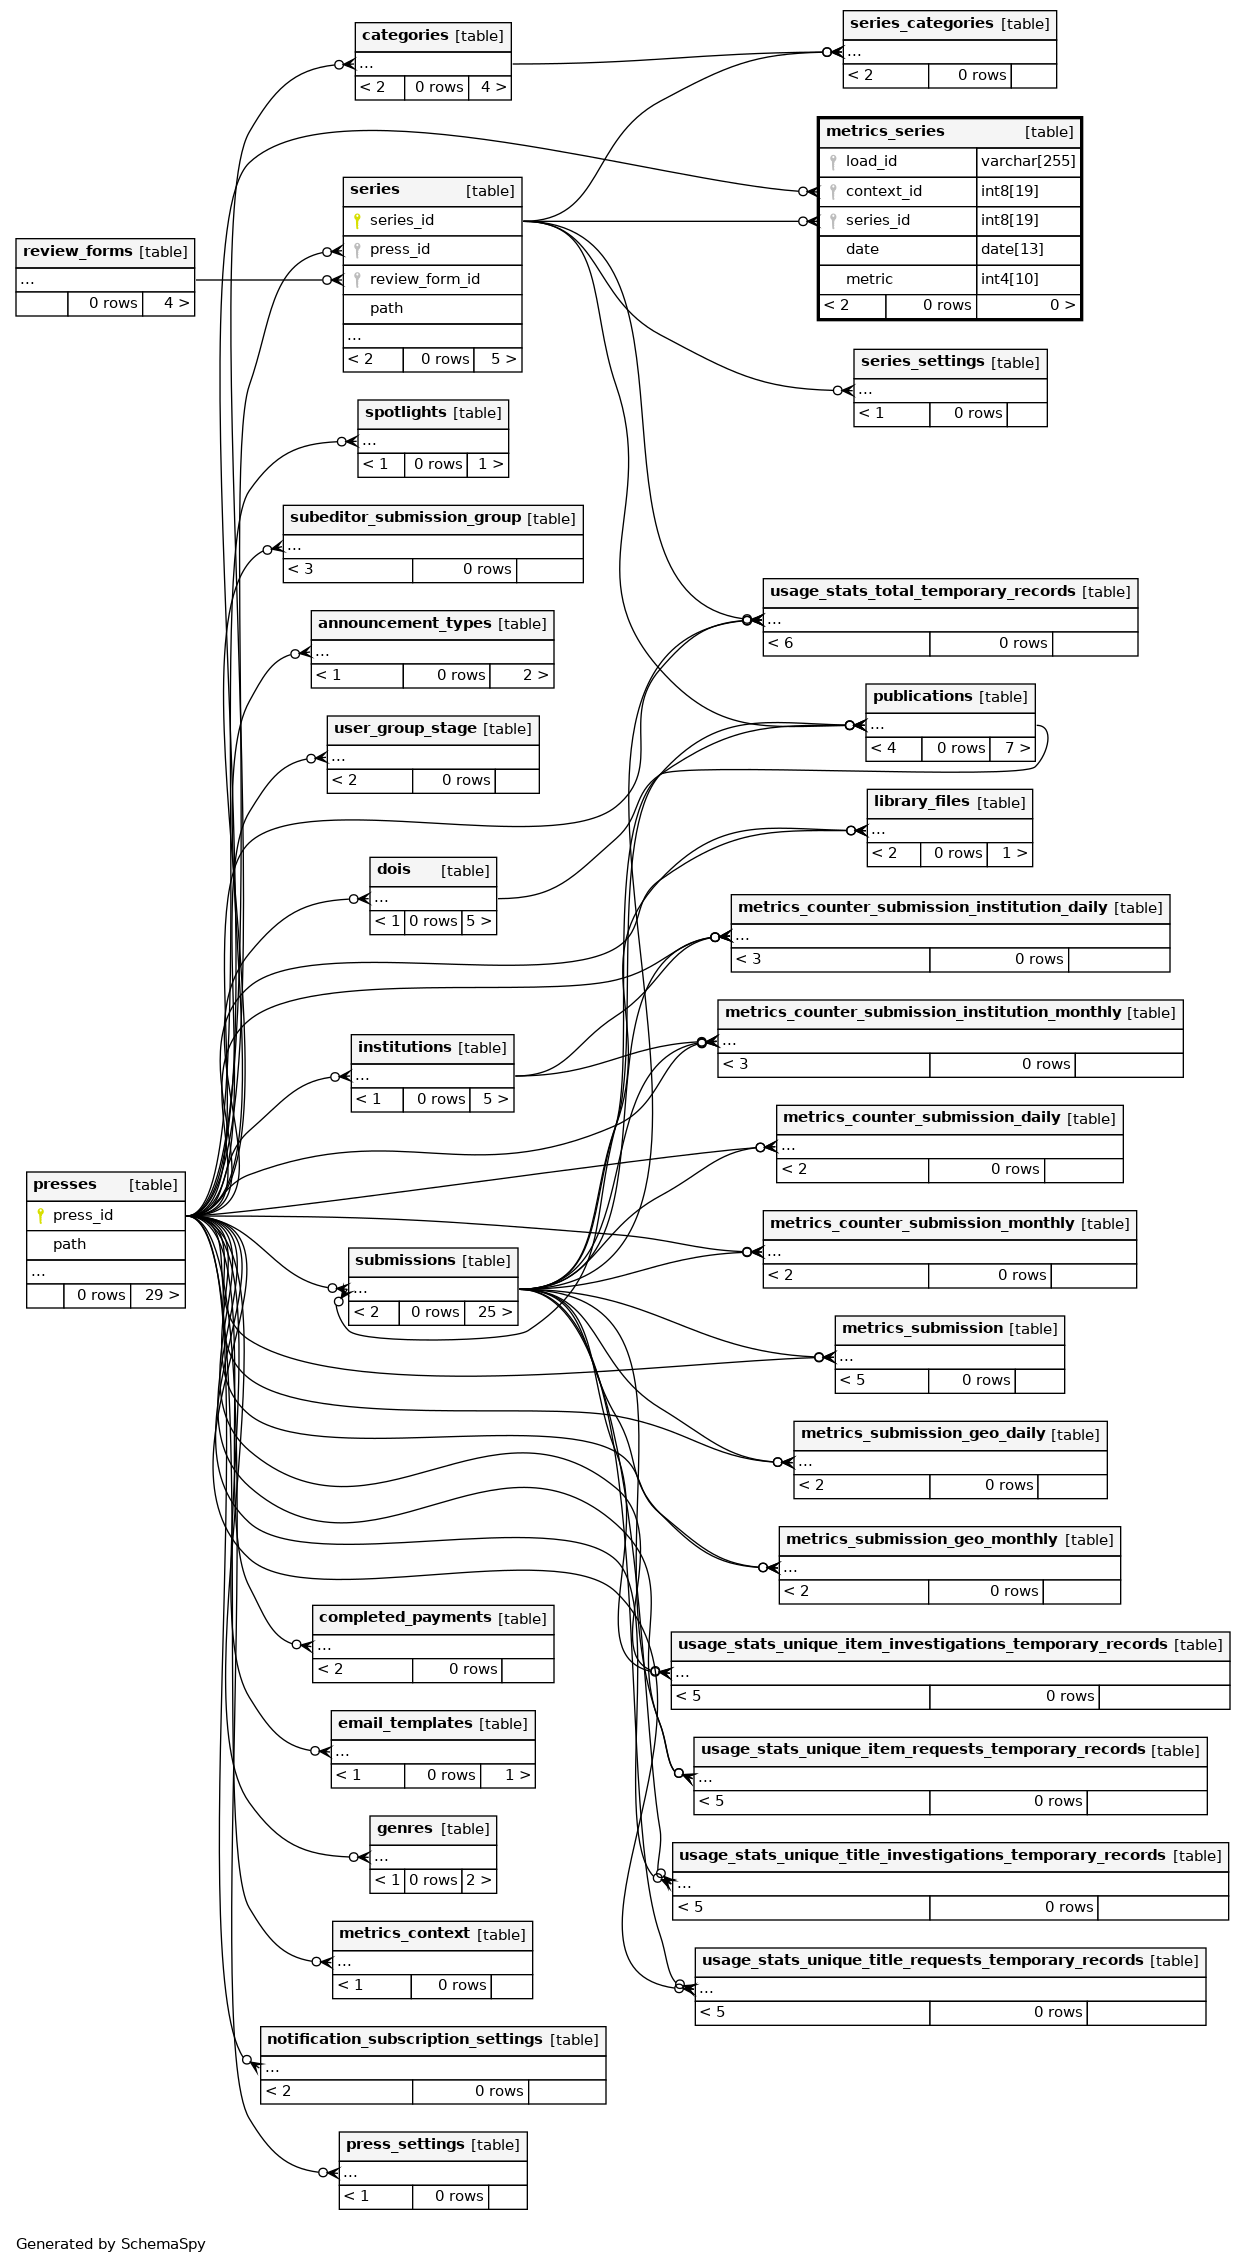 categories [table]
...
< 2 0 rows 4 >
series_categories [table]
...
< 2 0 rows
metrics_series [table]
load_id varchar[255]
context_id int8[19]
series_id int8[19]
date date[13]
metric int4[10]
< 2 0 rows 0 >
series [table]
series_id
press_id
review_form_id
path
...
< 2 0 rows 5 >
review_forms [table]
...
0 rows 4 >
series_settings [table]
...
< 1 0 rows
spotlights [table]
...
< 1 0 rows 1 >
subeditor_submission_group [table]
...
< 3 0 rows
usage_stats_total_temporary_records [table]
...
< 6 0 rows
announcement_types [table]
...
< 1 0 rows 2 >
publications [table]
...
< 4 0 rows 7 >
user_group_stage [table]
...
< 2 0 rows
library_files [table]
...
< 2 0 rows 1 >
dois [table]
...
< 1 0 rows 5 >
metrics_counter_submission_institution_daily [table]
...
< 3 0 rows
metrics_counter_submission_institution_monthly [table]
...
< 3 0 rows
institutions [table]
...
< 1 0 rows 5 >
metrics_counter_submission_daily [table]
...
< 2 0 rows
presses [table]
press_id
path
...
0 rows 29 >
metrics_counter_submission_monthly [table]
...
< 2 0 rows
submissions [table]
...
< 2 0 rows 25 >
metrics_submission [table]
...
< 5 0 rows
metrics_submission_geo_daily [table]
...
< 2 0 rows
metrics_submission_geo_monthly [table]
...
< 2 0 rows
completed_payments [table]
...
< 2 0 rows
usage_stats_unique_item_investigations_temporary_records [table]
...
< 5 0 rows
email_templates [table]
...
< 1 0 rows 1 >
usage_stats_unique_item_requests_temporary_records [table]
...
< 5 0 rows
genres [table]
...
< 1 0 rows 2 >
usage_stats_unique_title_investigations_temporary_records [table]
...
< 5 0 rows
metrics_context [table]
...
< 1 0 rows
usage_stats_unique_title_requests_temporary_records [table]
...
< 5 0 rows
notification_subscription_settings [table]
...
< 2 0 rows
press_settings [table]
...
< 1 0 rows
Generated by SchemaSpy